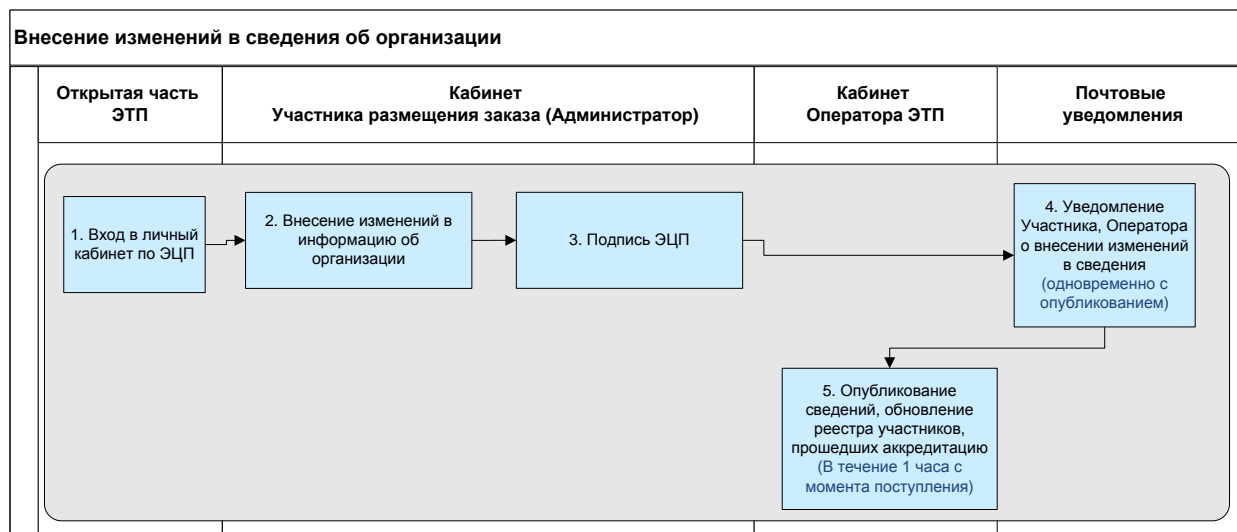 Внесение изменений в сведения об организации
Открытая часть
ЭТП
Кабинет
Участника размещения заказа (Администратор)
Кабинет
Оператора ЭТП
Почтовые
уведомления
1. Вход в личный
кабинет по ЭЦП
2. Внесение изменений в
информацию об
организации
3. Подпись ЭЦП
4. Уведомление
Участника, Оператора
о внесении изменений
в сведения
(одновременно с
опубликованием)
5. Опубликование
сведений, обновление
реестра участников,
прошедших аккредитацию
(В течение 1 часа с
момента поступления)